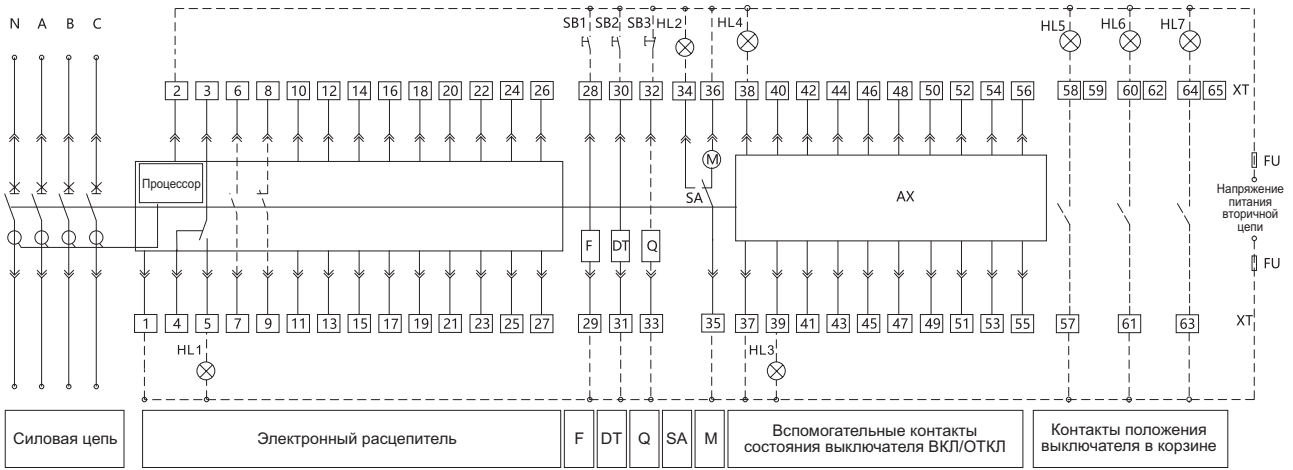 N A B C
SB1 SB2 SB3 HL2 HL4 HL5 HL6 HL7
2 3 6 8 10 12 14 16 18 20 22 24 26 28 30 32 34 36 38 40 42 44 46 48 50 52 54 56 58 59 60 62 64 65 XT
Процессор
M
FU
SA
AX
Напряжение
питания
вторичной
цепи
F DT Q
FU
1 4 5 7 9 11 13 15 17 19 21 23 25 27 29 31 33 35 37 39 41 43 45 47 49 51 53 55 57 61 63 XT
HL1 HL3
Силовая цепь
Электронный расцепитель
F DT Q SA M
Вспомогательные контакты
состояния выключателя ВКЛ/ОТКЛ
Контакты положения
выключателя в корзине